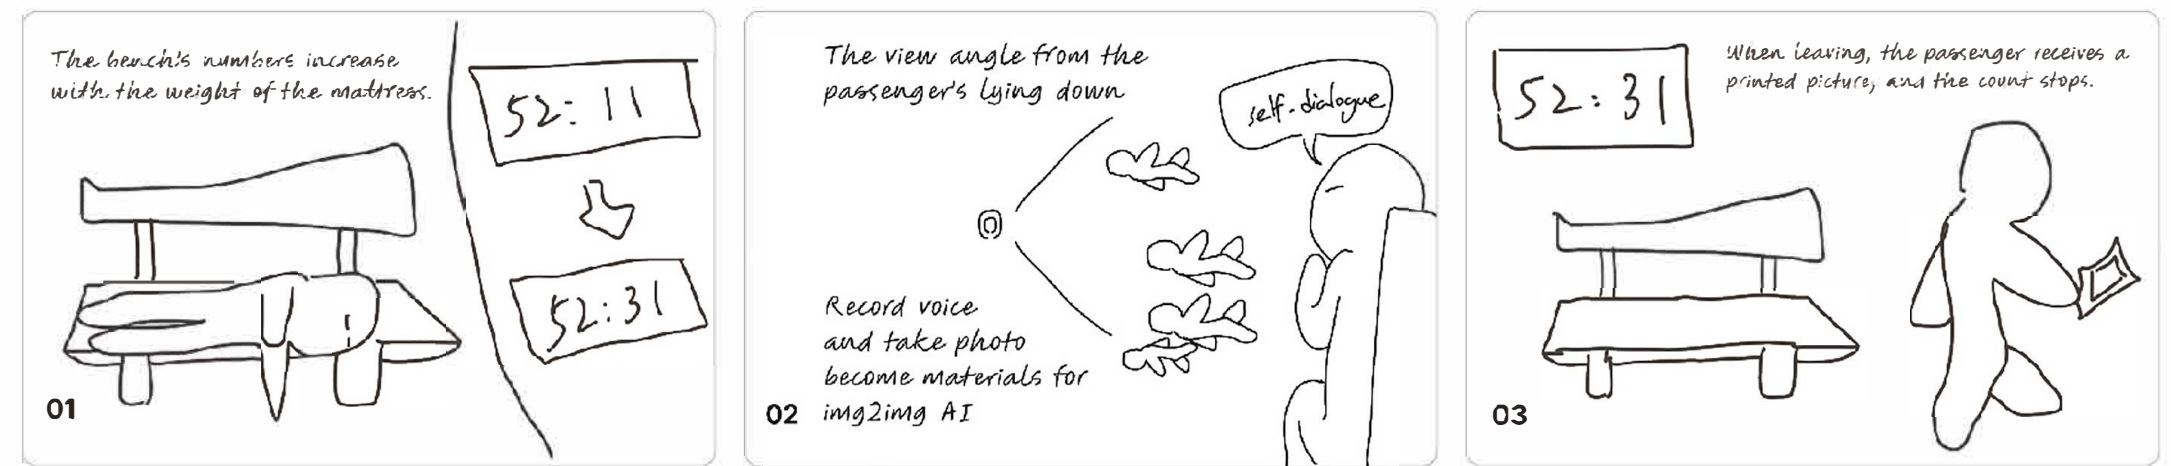 The bench's numbers increase
with the weight of the mattress.
52:11
52:31
01
The view angle from the
passenger's lying down
self-dialogue
Record voice
and take photo
become materials for
img2img AI
02
52:31
When leaving, the passenger receives a
printed picture, and the count stops.
03